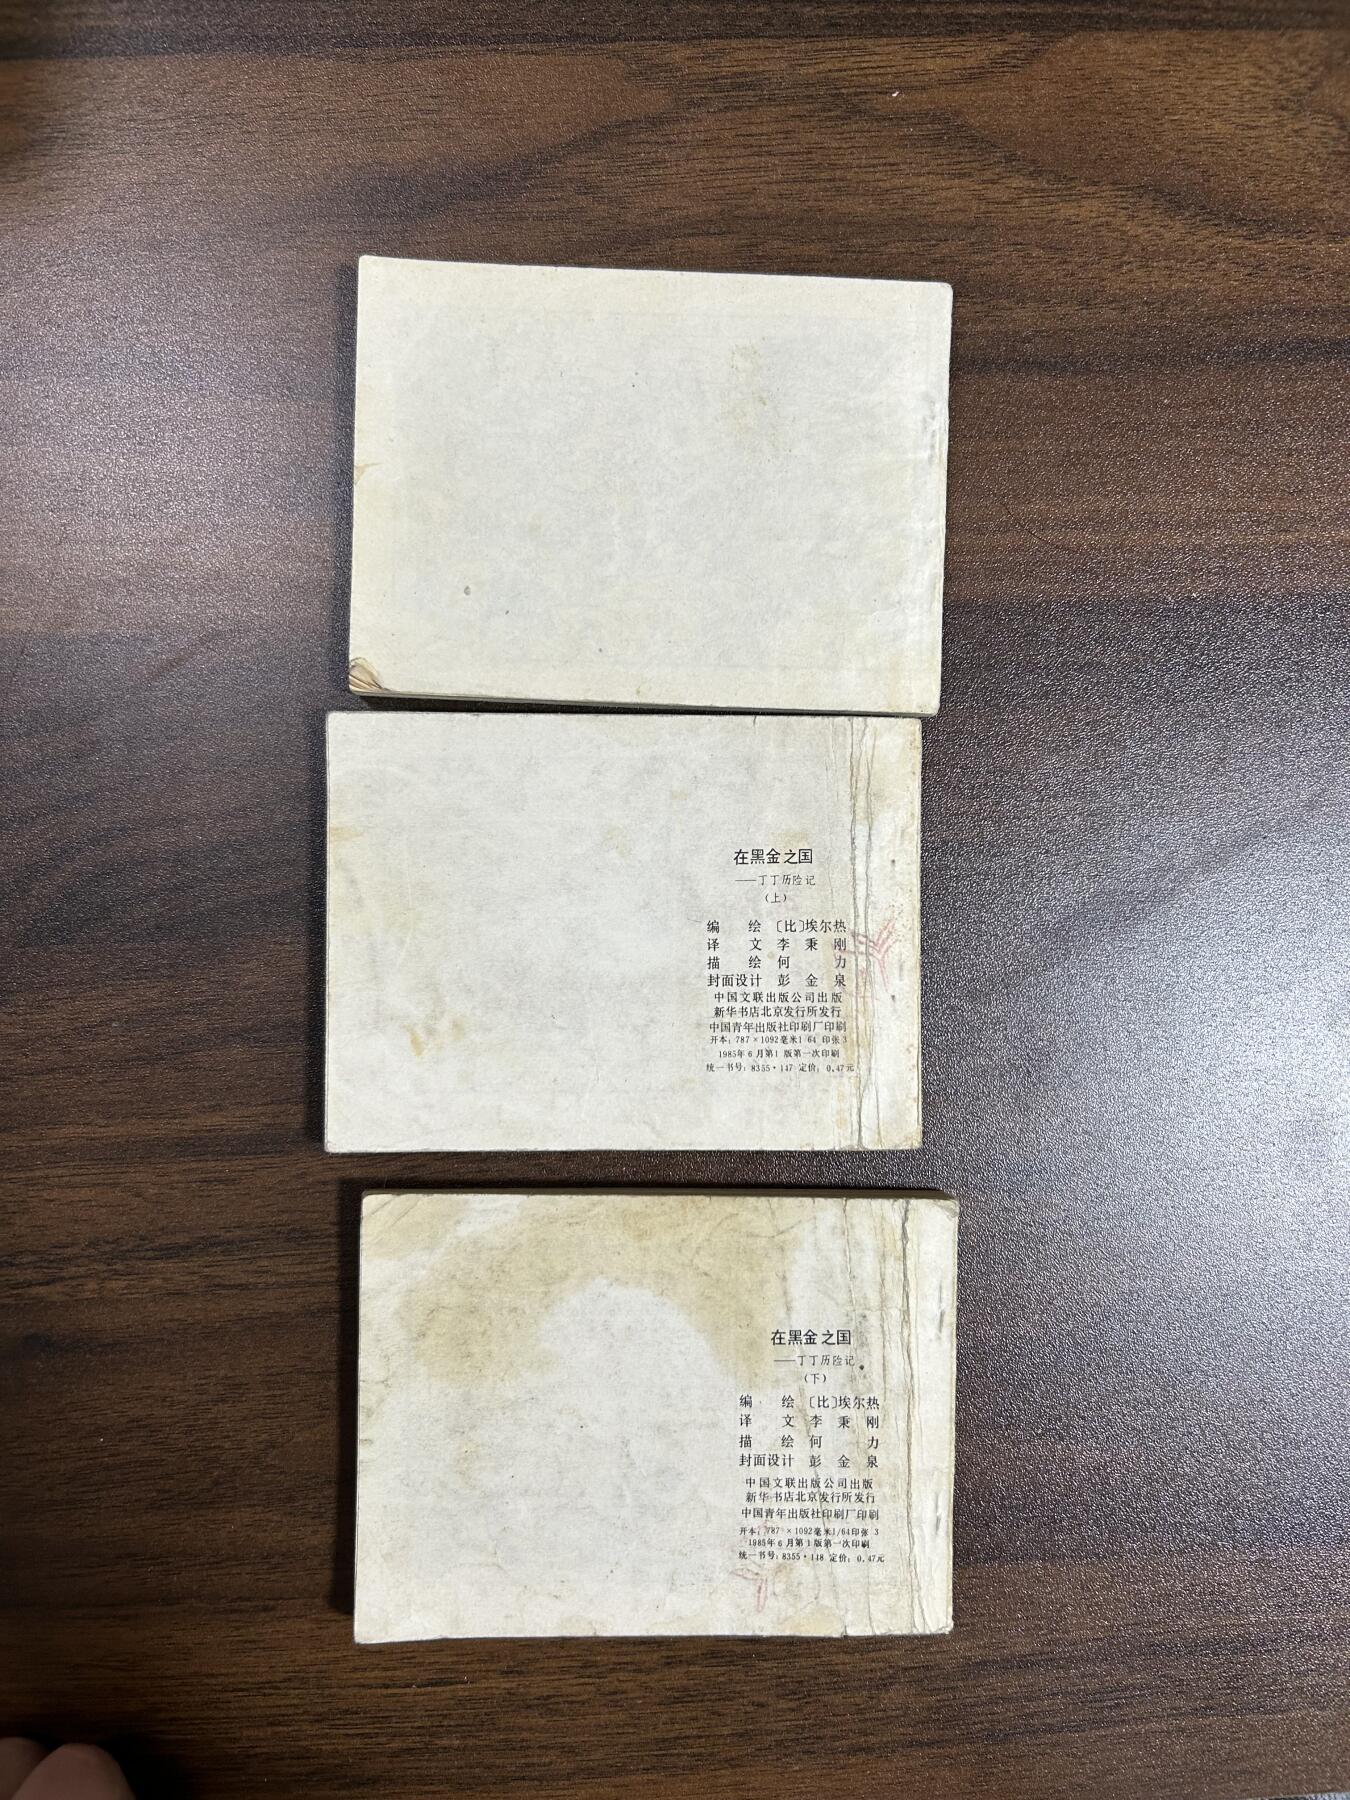 在黑金之国
——丁丁历险记
（上）
编 绘 〔比〕埃尔热
译 文 李秉刚
描 绘 何力
封面设计 彭金泉
中国文联出版公司出版
新华书店北京发行所发行
中国青年出版社印刷厂印刷
开本：787×1092毫米1/64 印张3
1985年6月第1版第一次印刷
统一书号：8355·147 定价：0.47元
在黑金之国
——丁丁历险记
（下）
编 绘 〔比〕埃尔热
译 文 李秉刚
描 绘 何力
封面设计 彭金泉
中国文联出版公司出版
新华书店北京发行所发行
中国青年出版社印刷厂印刷
开本：787×1092毫米1/64印张3
1985年6月第1版第一次印刷
统一书号：8355·148 定价：0.47元